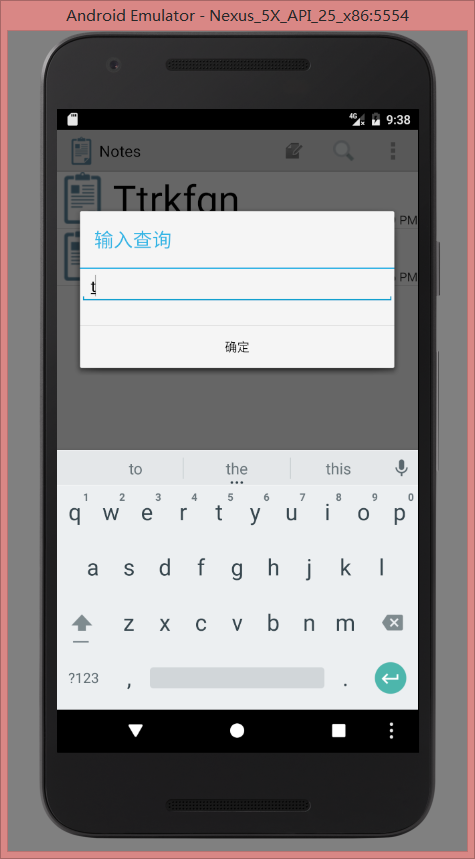 Android Emulator - Nexus_5X_API_25_x86:5554
4G 9:38
Notes
Ttrkfgn
PM
输入查询
t
PM
确定
to the this
1 2 3 4 5 6 7 8 9 0
q w e r t y u i o p
a s d f g h j k l
z x c v b n m
?123 , .